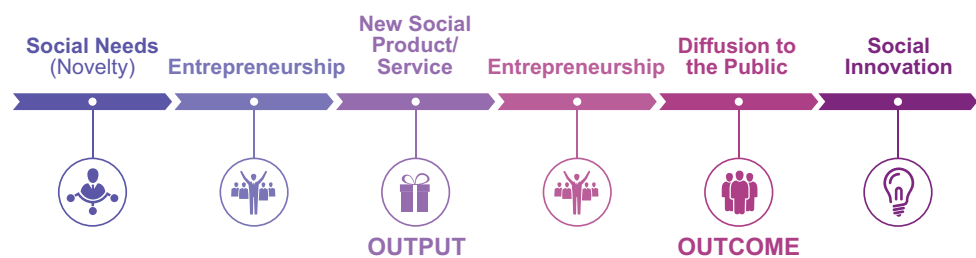 Social Needs
(Novelty)
Entrepreneurship
New Social
Product/
Service
Entrepreneurship
Diffusion to
the Public
Social
Innovation
OUTPUT
OUTCOME